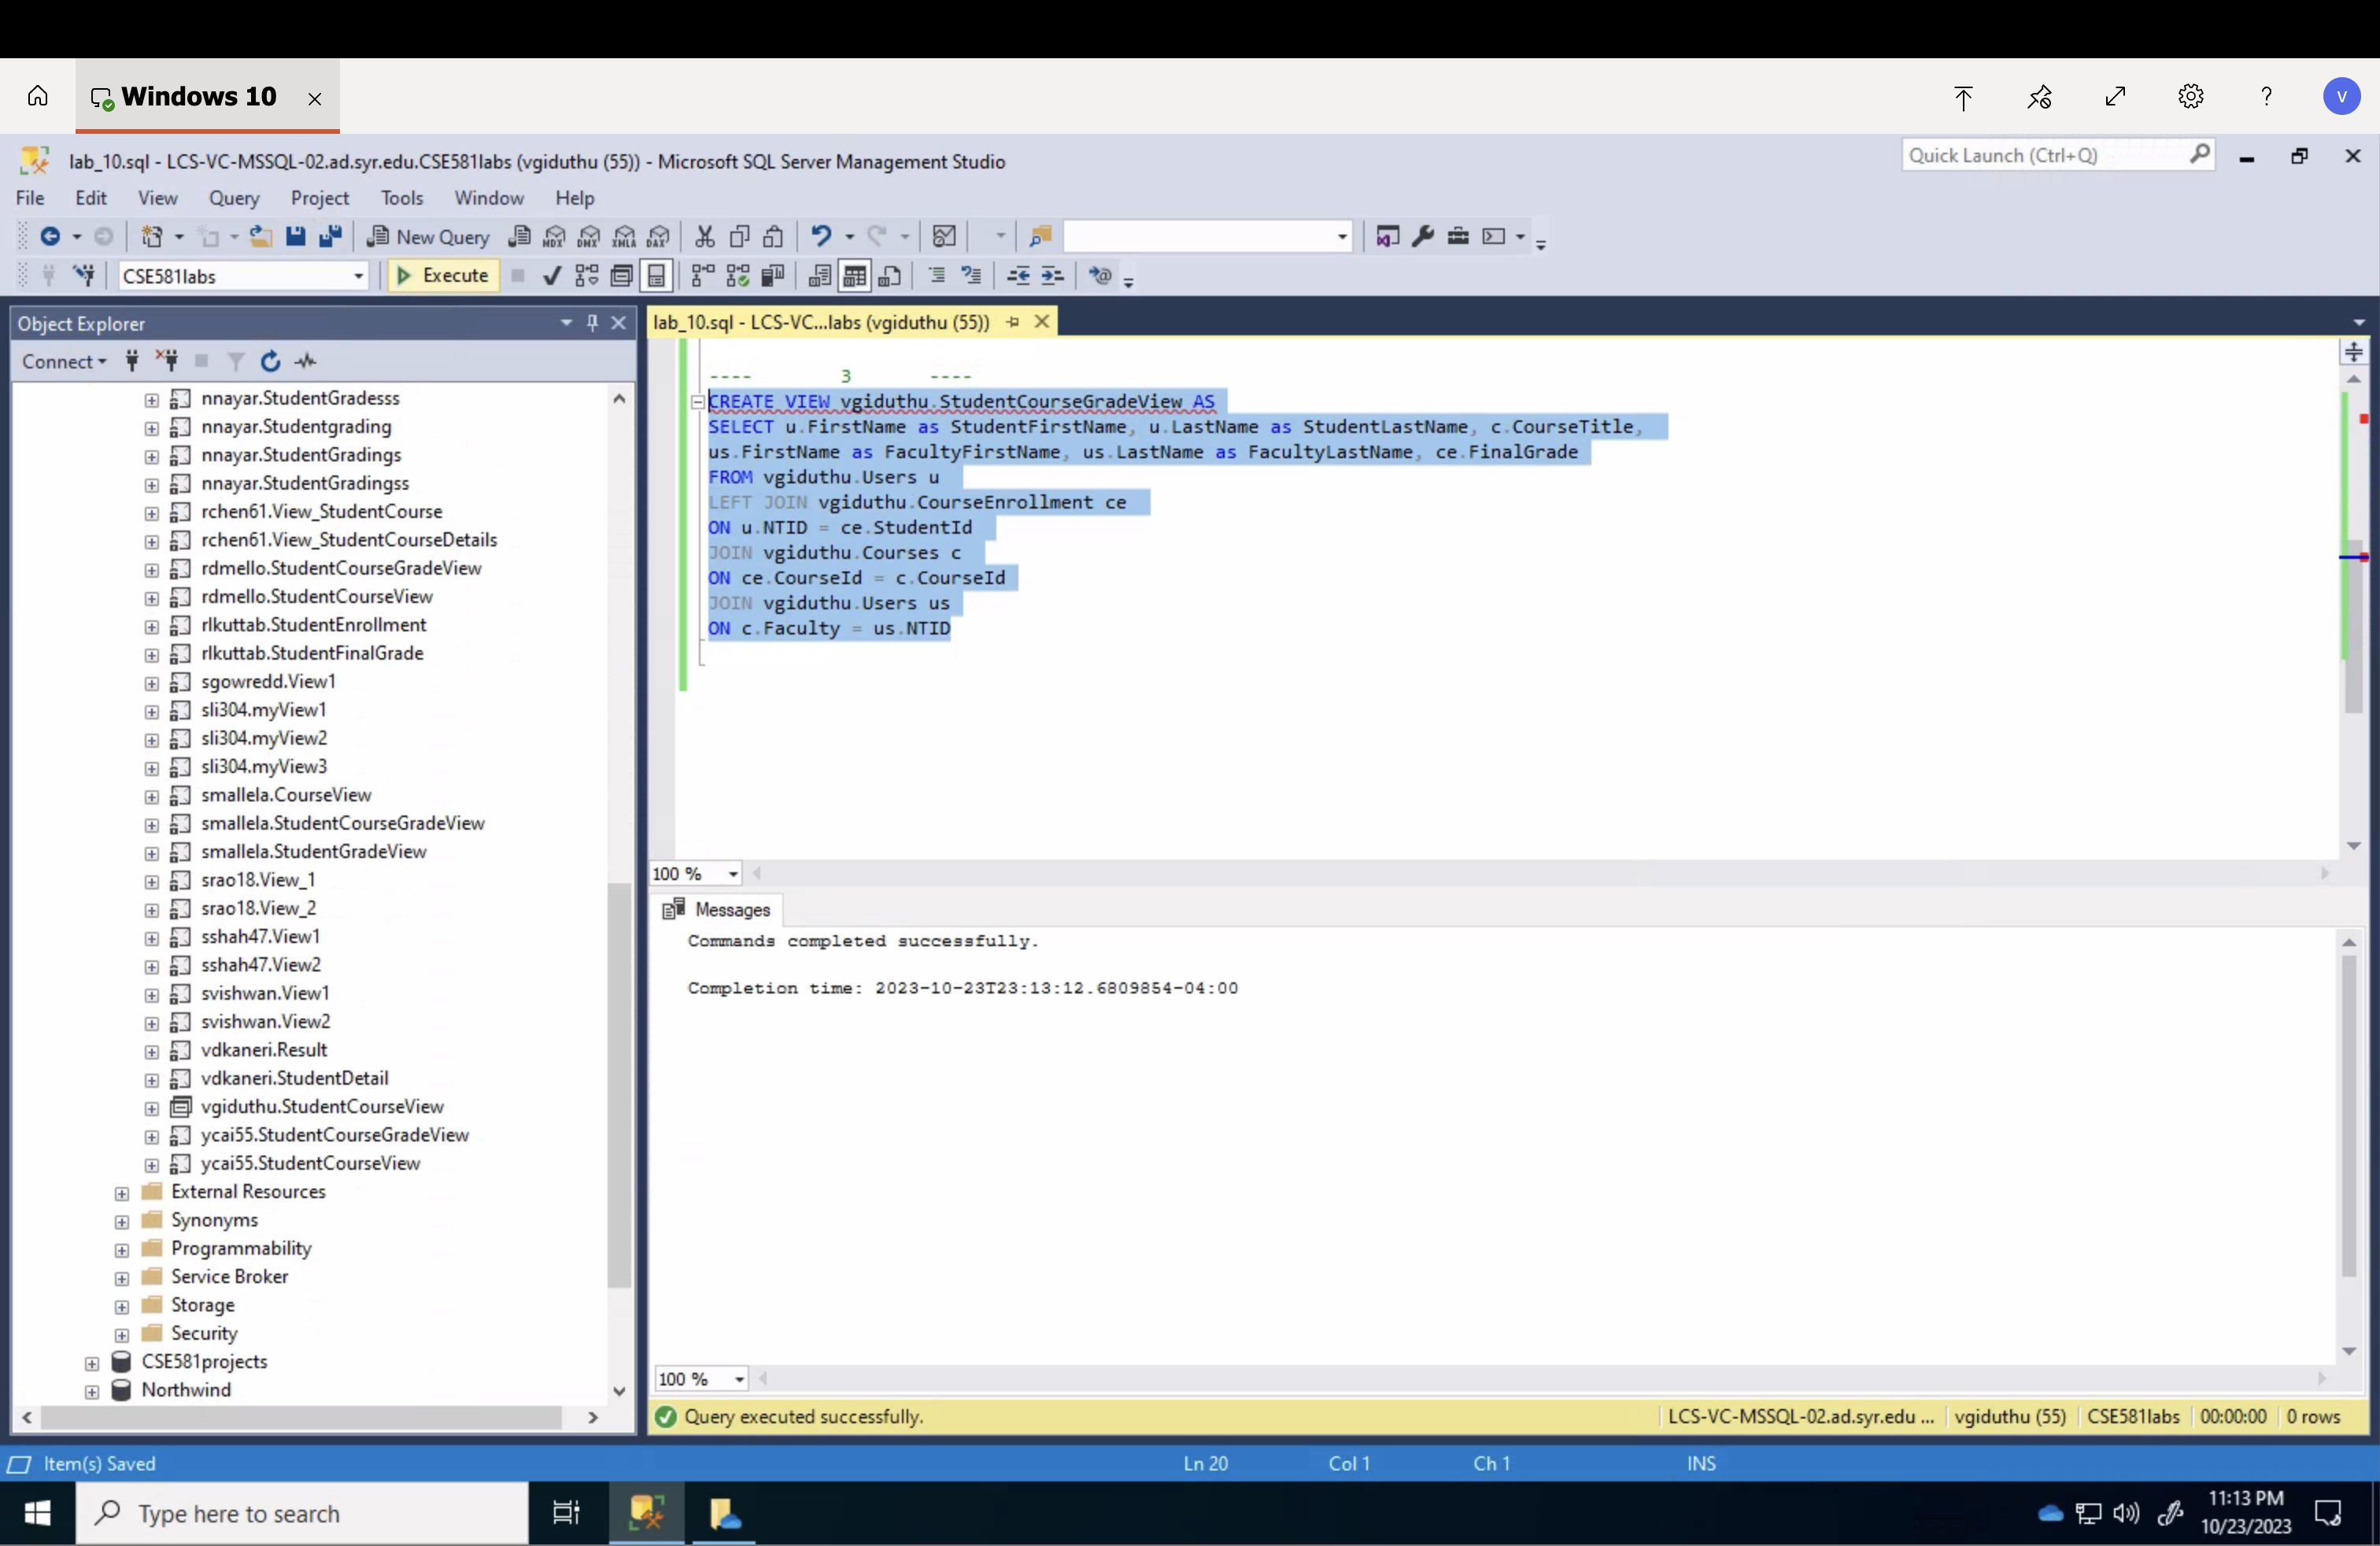 Windows 10
V
lab_10.sql - LCS-VC-MSSQL-02.ad.syr.edu.CSE581labs (vgiduthu (55)) - Microsoft SQL Server Management Studio
Quick Launch (Ctrl+Q)
File Edit View Query Project Tools Window Help
New Query MDX DMX XMLA DAX
CSE581labs Execute
Object Explorer
Connect
nnayar.StudentGradesss
nnayar.Studentgrading
nnayar.StudentGradings
nnayar.StudentGradingss
rchen61.View_StudentCourse
rchen61.View_StudentCourseDetails
rdmello.StudentCourseGradeView
rdmello.StudentCourseView
rlkuttab.StudentEnrollment
rlkuttab.StudentFinalGrade
sgowredd.View1
sli304.myView1
sli304.myView2
sli304.myView3
smallela.CourseView
smallela.StudentCourseGradeView
smallela.StudentGradeView
srao18.View_1
srao18.View_2
sshah47.View1
sshah47.View2
svishwan.View1
svishwan.View2
vdkaneri.Result
vdkaneri.StudentDetail
vgiduthu.StudentCourseView
ycai55.StudentCourseGradeView
ycai55.StudentCourseView
External Resources
Synonyms
Programmability
Service Broker
Storage
Security
CSE581projects
Northwind
lab_10.sql - LCS-VC...labs (vgiduthu (55))
---- 3 ----
CREATE VIEW vgiduthu.StudentCourseGradeView AS
SELECT u.FirstName as StudentFirstName, u.LastName as StudentLastName, c.CourseTitle,
us.FirstName as FacultyFirstName, us.LastName as FacultyLastName, ce.FinalGrade
FROM vgiduthu.Users u
LEFT JOIN vgiduthu.CourseEnrollment ce
ON u.NTID = ce.StudentId
JOIN vgiduthu.Courses c
ON ce.CourseId = c.CourseId
JOIN vgiduthu.Users us
ON c.Faculty = us.NTID
100 %
Messages
Commands completed successfully.
Completion time: 2023-10-23T23:13:12.6809854-04:00
100 %
Query executed successfully. LCS-VC-MSSQL-02.ad.syr.edu ... vgiduthu (55) CSE581labs 00:00:00 0 rows
Item(s) Saved Ln 20 Col 1 Ch 1 INS
Type here to search
11:13 PM
10/23/2023